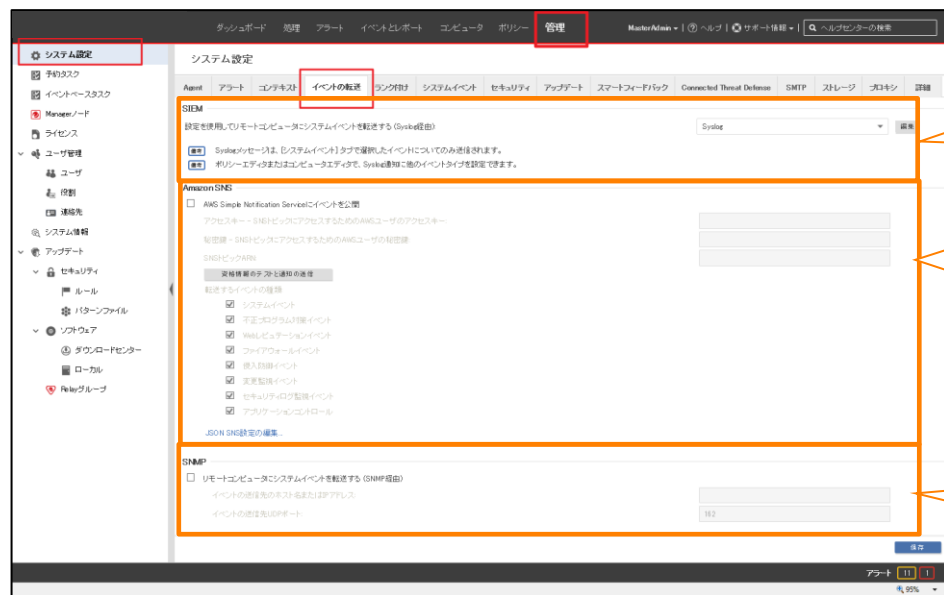 ダッシュボード 処理 アラート イベントとレポート コンピュータ ポリシー 管理 MasterAdmin ヘルプ サポート情報 ヘルプセンターの検索
システム設定
予約タスク
イベントベースタスク
Managerノード
ライセンス
ユーザ管理
ユーザ
役割
連絡先
システム情報
アップデート
セキュリティ
ルール
パターンファイル
ソフトウェア
ダウンロードセンター
ローカル
Relayグループ
システム設定
Agent アラート コンテキスト イベントの転送 ランク付け システムイベント セキュリティ アップデート スマートフィードバック Connected Threat Defense SMTP ストレージ プロキシ 詳細
SIEM
設定を使用してリモートコンピュータにシステムイベントを転送する (Syslog経由) Syslog 編集
備考 Syslogメッセージは、[システムイベント] タブで選択したイベントについてのみ送信されます。
備考 ポリシーエディタまたはコンピュータエディタで、Syslog通知に他のイベントタイプを設定できます。
Amazon SNS
AWS Simple Notification Serviceにイベントを公開
アクセスキー - SNSトピックにアクセスするためのAWSユーザのアクセスキー
秘密鍵 - SNSトピックにアクセスするためのAWSユーザの秘密鍵
SNSトピックARN
資格情報のテストと通知の送信
転送するイベントの種類
システムイベント
不正プログラム対策イベント
Webレピュテーションイベント
ファイアウォールイベント
侵入防御イベント
変更監視イベント
セキュリティログ監視イベント
アプリケーションコントロール
JSON SNS設定の編集...
SNMP
リモートコンピュータにシステムイベントを転送する (SNMP経由)
イベントの送信先のホスト名またはIPアドレス
イベントの送信先UDPポート 162
保存
アラート 11 1
95%